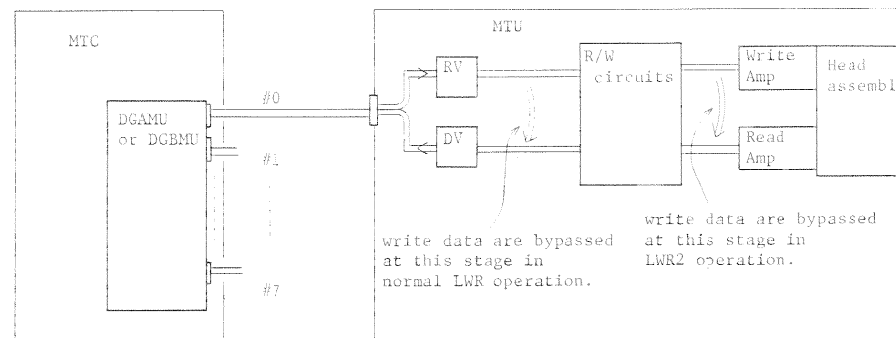 MTC
MTU
DGAMU
or DGBMU
#0
#1
#7
RV
DV
R/W
circuits
Write
Amp
Read
Amp
Head
assembl
write data are bypassed
at this stage in
normal LWR operation.
write data are bypassed
at this stage in
LWR2 operation.